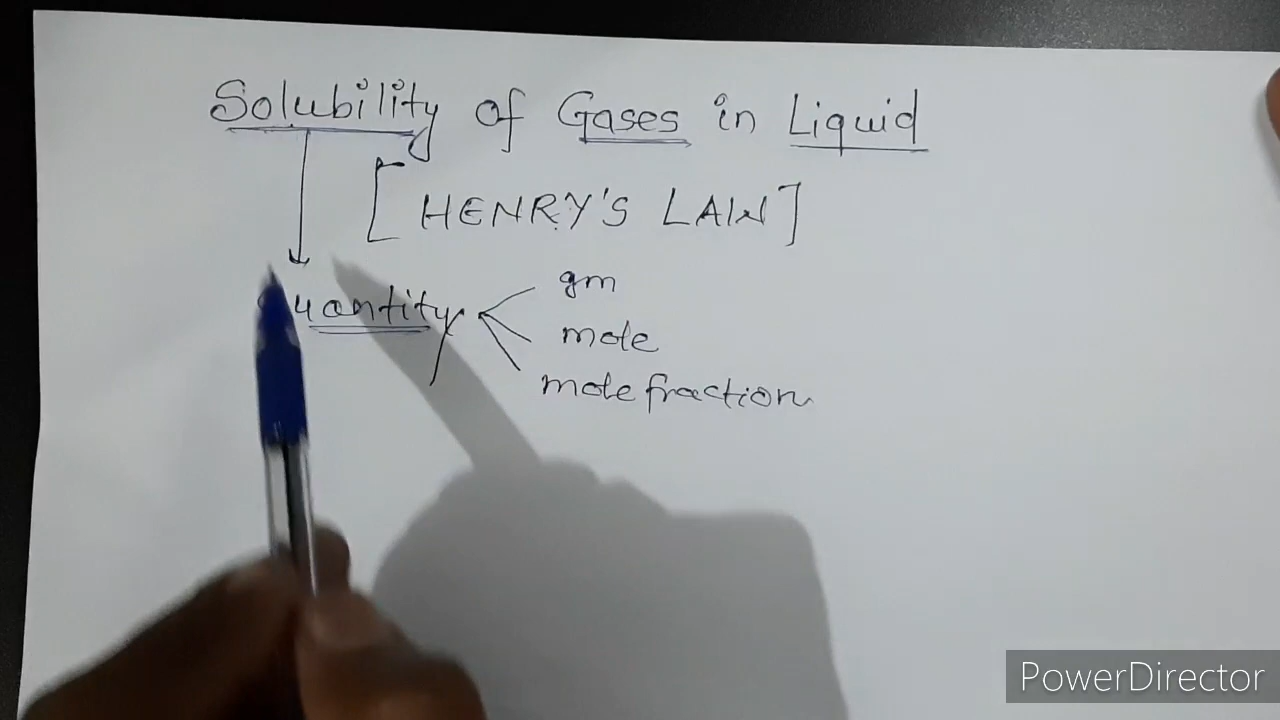 Solubility of Gases in Liquid
[HENRY'S LAW]
Quantity
gm
mole
mole fraction
PowerDirector